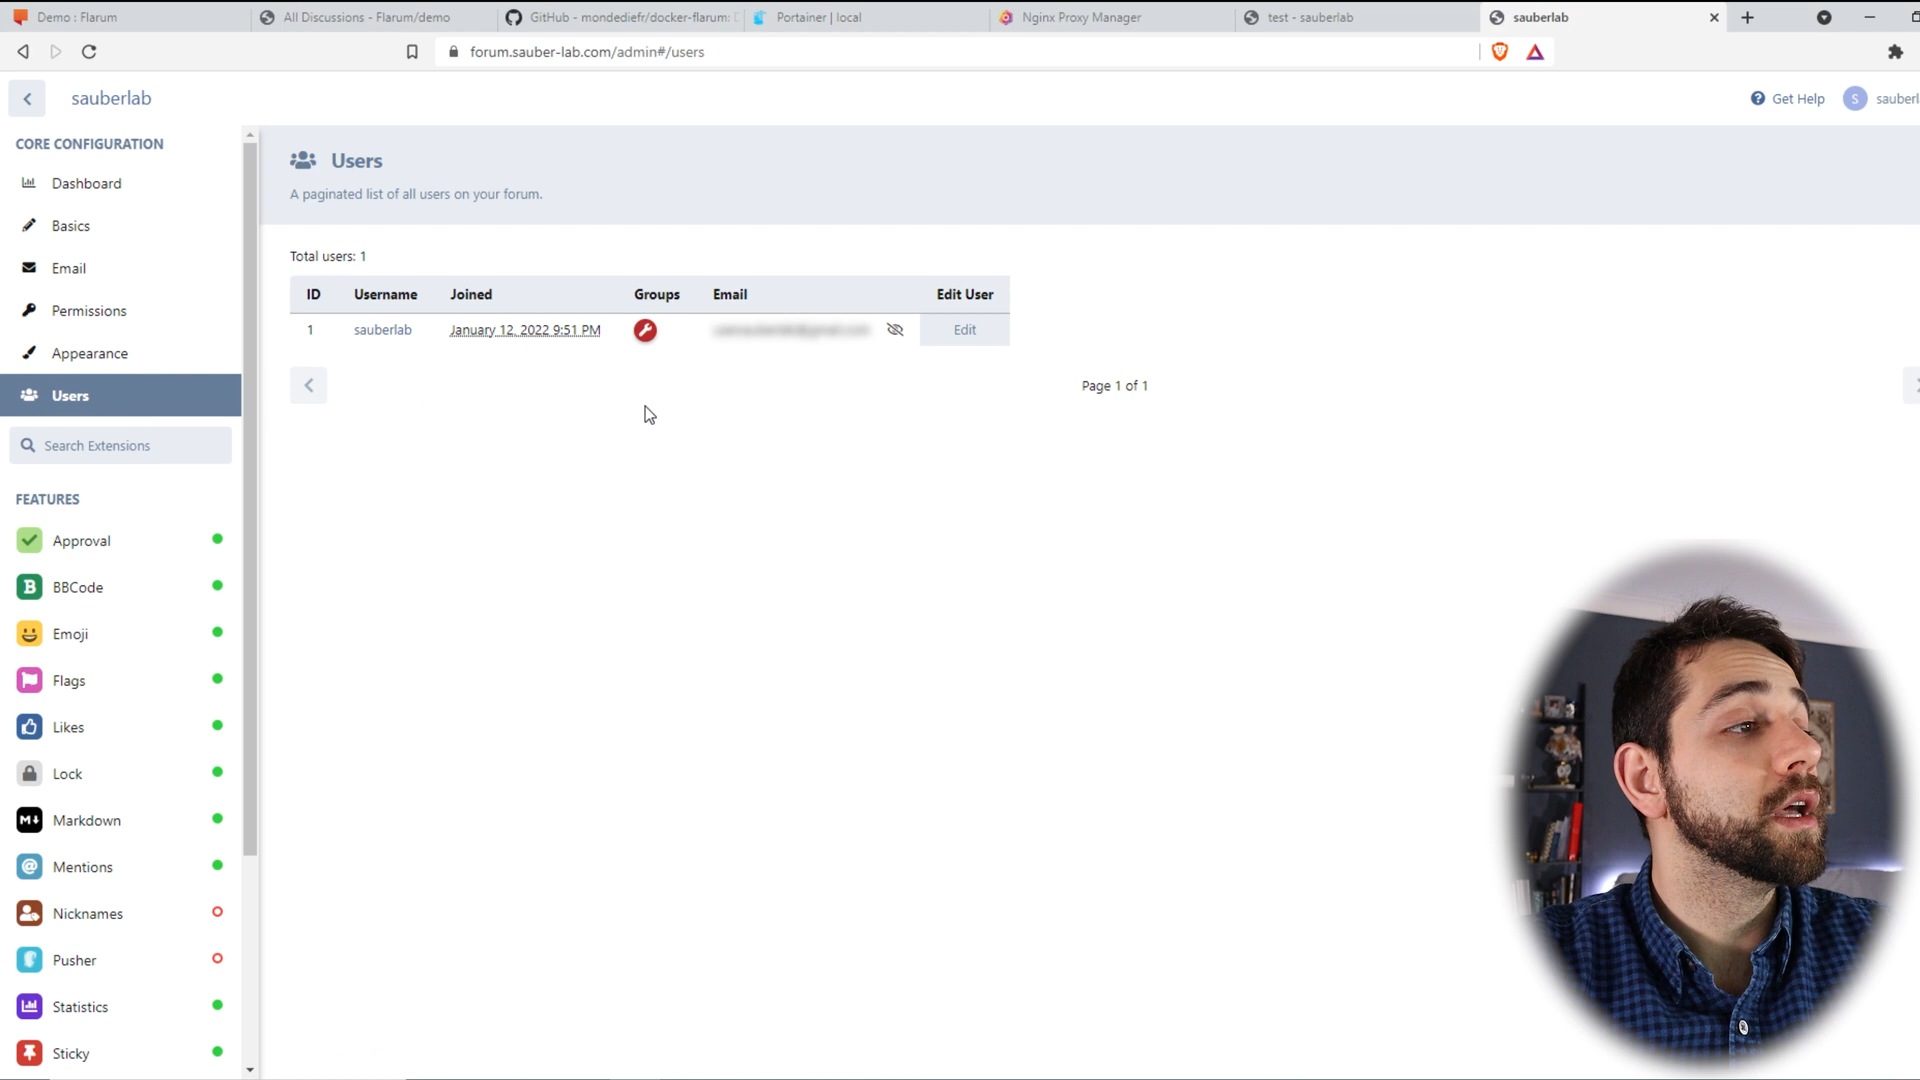 Demo : Flarum
All Discussions - Flarum/demo
GitHub - mondediefr/docker-flarum:
Portainer | local
Nginx Proxy Manager
test - sauberlab
sauberlab
forum.sauber-lab.com/admin#/users
sauberlab
Get Help
S
sauberl
CORE CONFIGURATION
Dashboard
Basics
Email
Permissions
Appearance
Users
Search Extensions
FEATURES
Approval
B BBCode
Emoji
Flags
Likes
Lock
M Markdown
@ Mentions
Nicknames
Pusher
Statistics
Sticky
Users
A paginated list of all users on your forum.
Total users: 1
ID Username Joined Groups Email Edit User
1 sauberlab January 12, 2022 9:51 PM Edit
Page 1 of 1